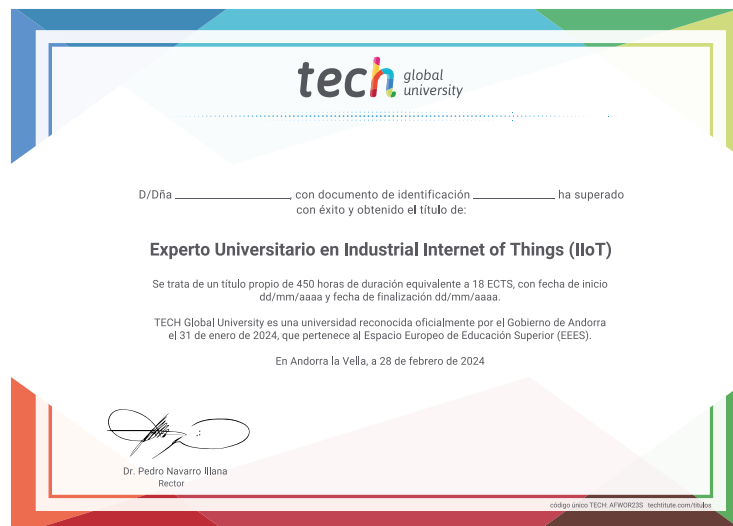 tech global university
D/Dña ______________, con documento de identificación __________ ha superado
con éxito y obtenido el título de:
Experto Universitario en Industrial Internet of Things (IIoT)
Se trata de un título propio de 450 horas de duración equivalente a 18 ECTS, con fecha de inicio
dd/mm/aaaa y fecha de finalización dd/mm/aaaa.
TECH Global University es una universidad reconocida oficialmente por el Gobierno de Andorra
el 31 de enero de 2024, que pertenece al Espacio Europeo de Educación Superior (EEES).
En Andorra la Vella, a 28 de febrero de 2024
Dr. Pedro Navarro Illana
Rector
código único TECH: AFWOR23S techtitute.com/titulos